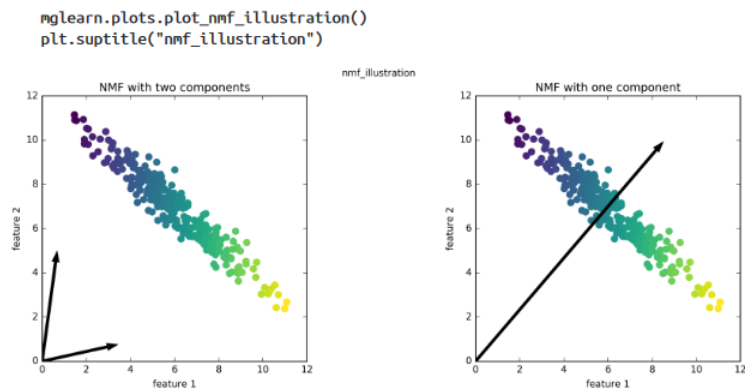 mglearn.plots.plot_nmf_illustration()
plt.suptitle("nmf_illustration")
nmf_illustration
NMF with two components
12
10
8
6
4
2
0
feature 2
0 2 4 6 8 10 12
feature 1
NMF with one component
12
10
8
6
4
2
0
feature 2
0 2 4 6 8 10 12
feature 1